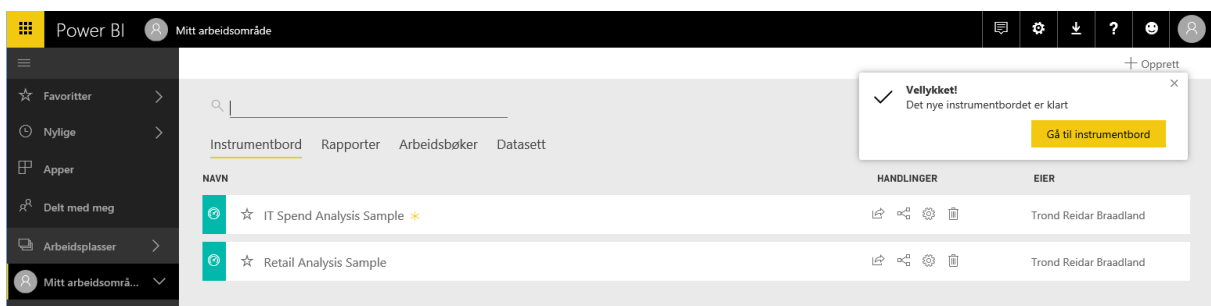 Power BI Mitt arbeidsområde ?
+ Opprett
Favoritter
Nylige
Apper
Delt med meg
Arbeidsplasser
Mitt arbeidsområ...
Vellykket!
Det nye instrumentbordet er klart
Gå til instrumentbord
Instrumentbord Rapporter Arbeidsbøker Datasett
NAVN HANDLINGER EIER
IT Spend Analysis Sample Trond Reidar Braadland
Retail Analysis Sample Trond Reidar Braadland